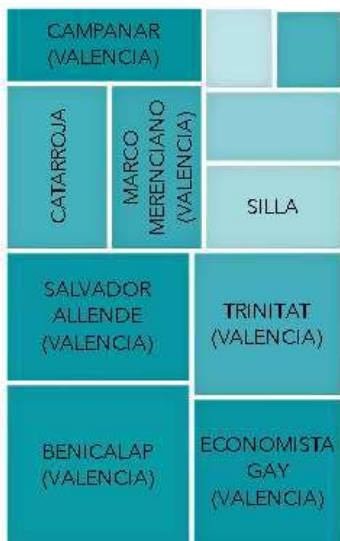 CAMPANAR
(VALENCIA)
CATARROJA
MARCO
MERENCIANO
(VALENCIA)
SILLA
SALVADOR
ALLENDE
(VALENCIA)
TRINITAT
(VALENCIA)
BENICALAP
(VALENCIA)
ECONOMISTA
GAY
(VALENCIA)